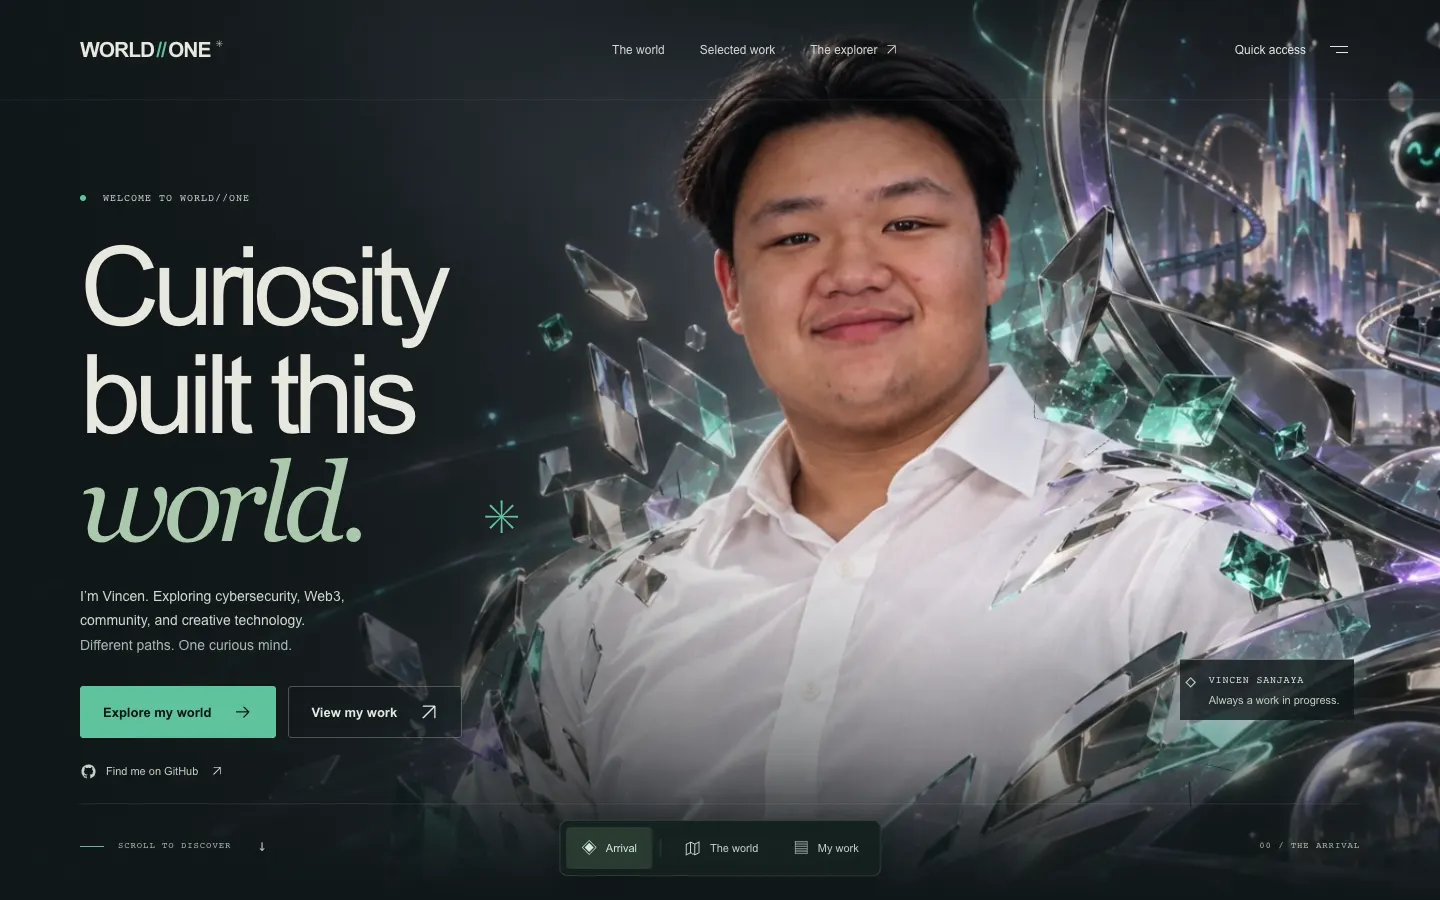 WORLD//ONE *
The world
Selected work
The explorer
Quick access
WELCOME TO WORLD//ONE
Curiosity
built this
world.
I'm Vincen. Exploring cybersecurity, Web3,
community, and creative technology.
Different paths. One curious mind.
Explore my world
View my work
VINCEN SANJAYA
Always a work in progress.
Find me on GitHub
SCROLL TO DISCOVER
Arrival
The world
My work
00 / THE ARRIVAL